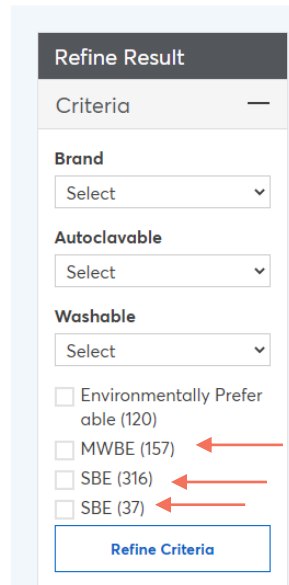 Refine Result
Criteria
Brand
Select
Autoclavable
Select
Washable
Select
Environmentally Prefer
able (120)
MWBE (157)
SBE (316)
SBE (37)
Refine Criteria